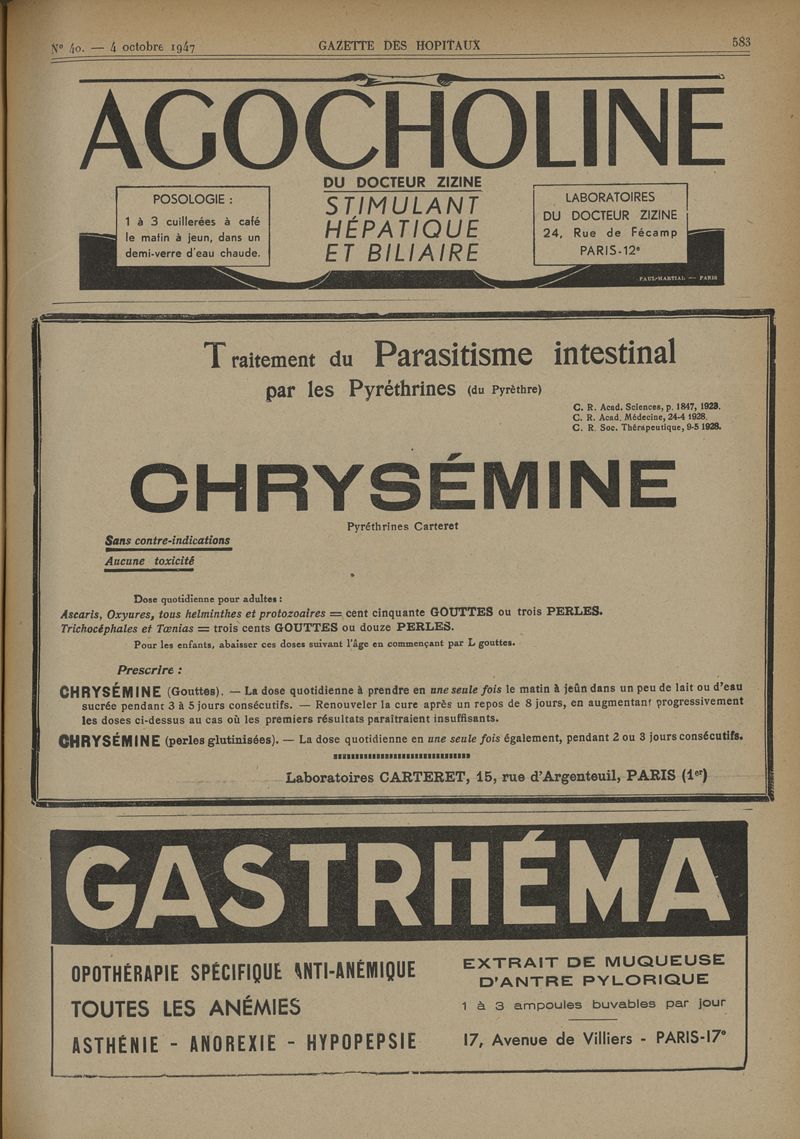 Nº 40. — 4 octobre 1947 GAZETTE DES HOPITAUX 583
AGOCHOLINE
DU DOCTEUR ZIZINE
STIMULANT
HÉPATIQUE
ET BILIAIRE
POSOLOGIE :
1 à 3 cuillerées à café
le matin à jeun, dans un
demi-verre d'eau chaude.
LABORATOIRES
DU DOCTEUR ZIZINE
24, Rue de Fécamp
PARIS-12e
PAUL-MARTIAL — PARIS
Traitement du Parasitisme intestinal
par les Pyréthrines (du Pyrèthre)
C. R. Acad. Sciences, p. 1847, 1923.
C. R. Acad. Médecine, 24-4 1928.
C. R. Soc. Thérapeutique, 9-5 1928.
CHRYSÉMINE
Pyréthrines Carteret
Sans contre-indications
Aucune toxicité
Dose quotidienne pour adultes :
Ascaris, Oxyures, tous helminthes et protozoaires = cent cinquante GOUTTES ou trois PERLES.
Trichocéphales et Tœnias = trois cents GOUTTES ou douze PERLES.
Pour les enfants, abaisser ces doses suivant l'âge en commençant par L gouttes.
Prescrire :
CHRYSÉMINE (Gouttes). — La dose quotidienne à prendre en une seule fois le matin à jeûn dans un peu de lait ou d'eau
sucrée pendant 3 à 5 jours consécutifs. — Renouveler la cure après un repos de 8 jours, en augmentant progressivement
les doses ci-dessus au cas où les premiers résultats paraîtraient insuffisants.
CHRYSÉMINE (perles glutinisées). — La dose quotidienne en une seule fois également, pendant 2 ou 3 jours consécutifs.
Laboratoires CARTERET, 15, rue d'Argenteuil, PARIS (1er)
GASTRHÉMA
OPOTHÉRAPIE SPÉCIFIQUE ANTI-ANÉMIQUE
TOUTES LES ANÉMIES
ASTHÉNIE - ANOREXIE - HYPOPEPSIE
EXTRAIT DE MUQUEUSE
D'ANTRE PYLORIQUE
1 à 3 ampoules buvables par jour
17, Avenue de Villiers - PARIS-17e